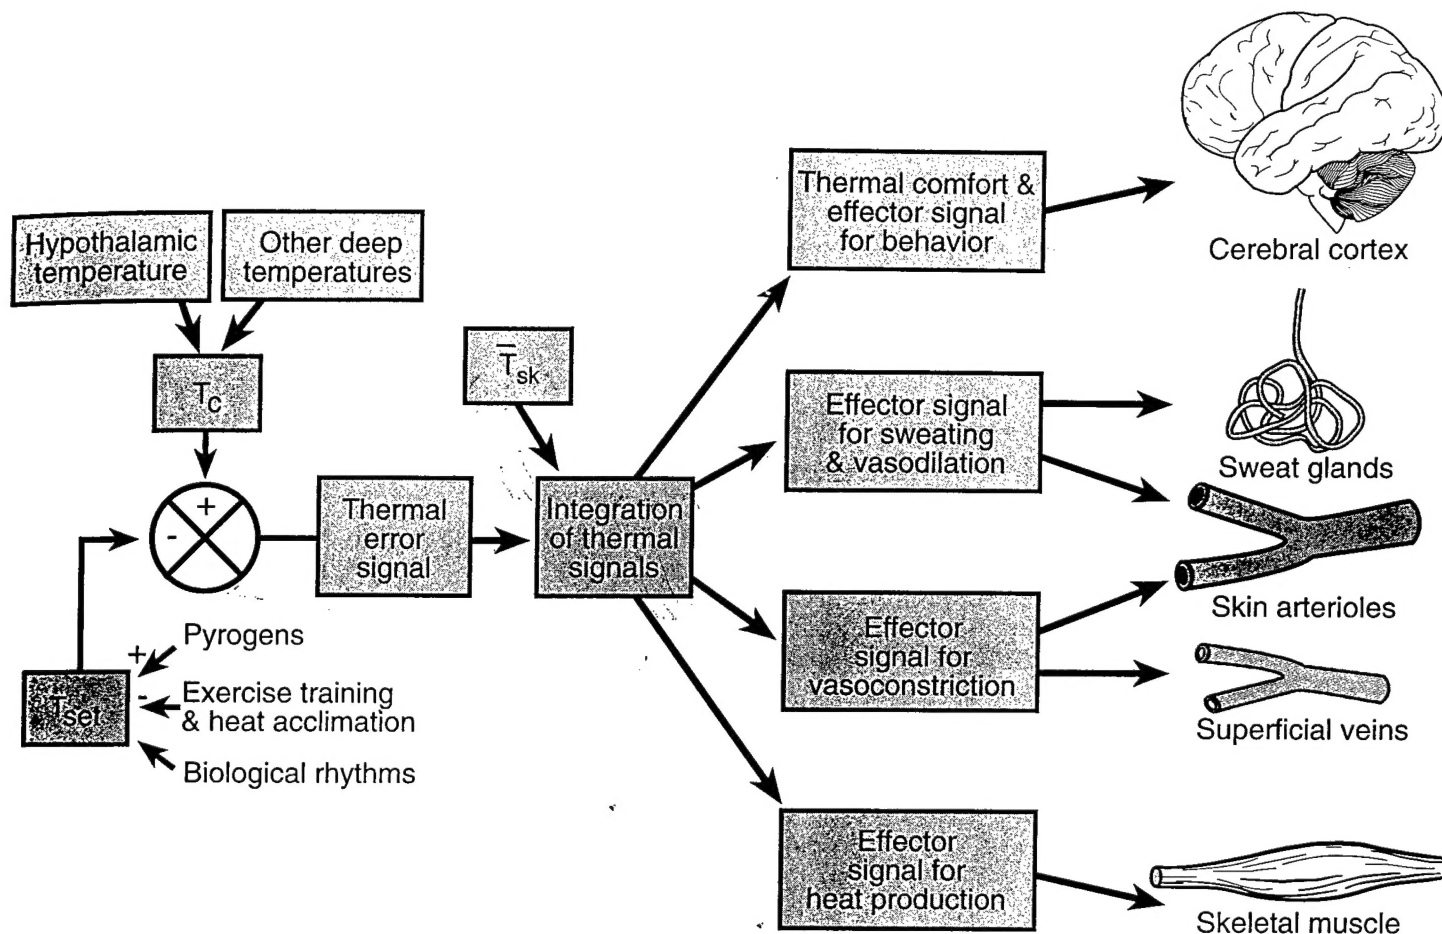 Hypothalamic
temperature
Other deep
temperatures
Tc
T̅sk
+
-
Thermal
error
signal
Integration
of thermal
signals
Tset
+
-
Pyrogens
Exercise training
& heat acclimation
Biological rhythms
Thermal comfort &
effector signal
for behavior
Effector signal
for sweating
& vasodilation
Effector
signal for
vasoconstriction
Effector
signal for
heat production
Cerebral cortex
Sweat glands
Skin arterioles
Superficial veins
Skeletal muscle